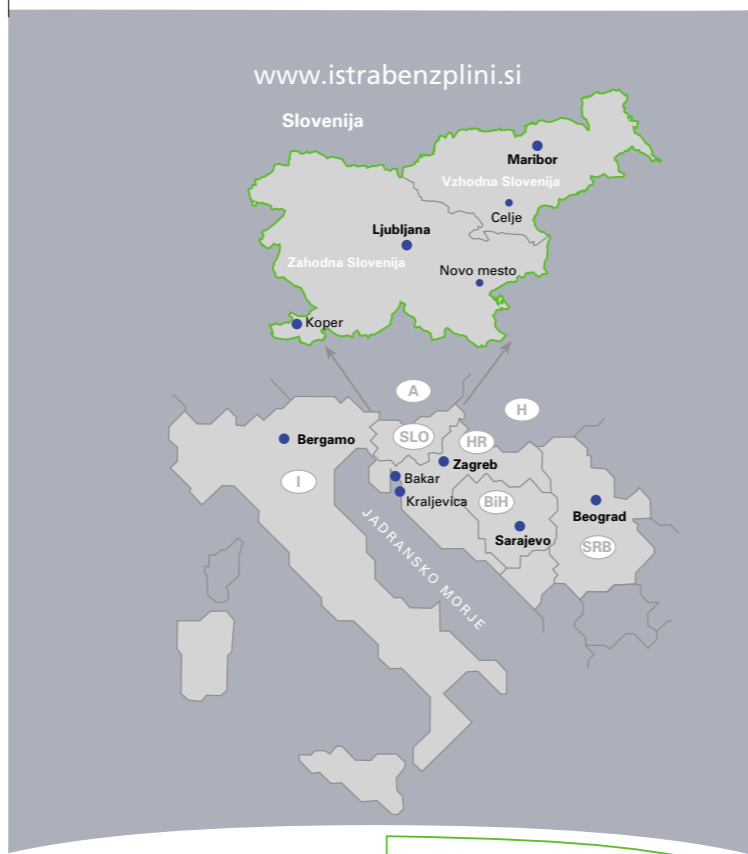 www.istrabenzplini.si
Slovenija
Maribor
Vzhodna Slovenija
Celje
Ljubljana
Zahodna Slovenija
Novo mesto
Koper
A
H
SLO
HR
Bergamo
Zagreb
I
Bakar
Kraljevica
BiH
Beograd
Sarajevo
SRB
JADRANSKO MORJE